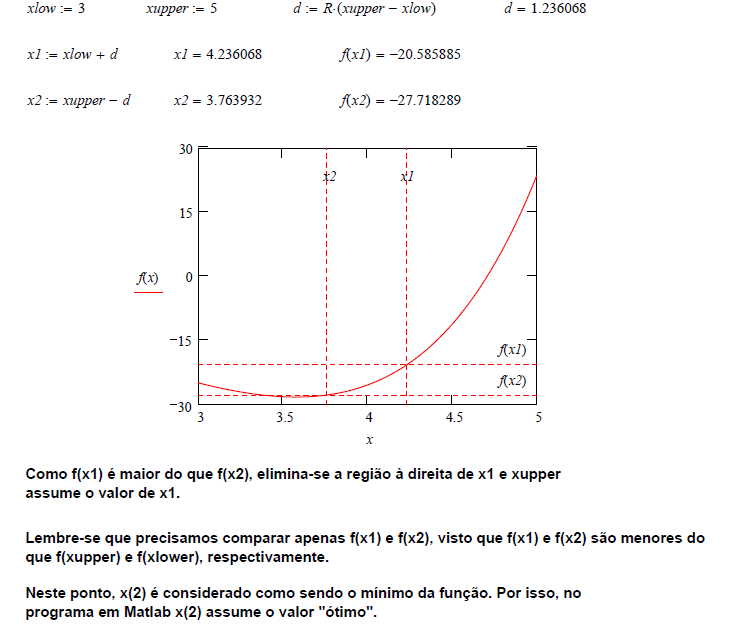 xlow := 3 xupper := 5 d := R·(xupper − xlow) d = 1.236068
x1 := xlow + d x1 = 4.236068 f(x1) = −20.585885
x2 := xupper − d x2 = 3.763932 f(x2) = −27.718289
30
x2 x1
15
f(x) 0
−15
f(x1)
f(x2)
−30
3 3.5 4 4.5 5
x
Como f(x1) é maior do que f(x2), elimina-se a região à direita de x1 e xupper
assume o valor de x1.
Lembre-se que precisamos comparar apenas f(x1) e f(x2), visto que f(x1) e f(x2) são menores do
que f(xupper) e f(xlower), respectivamente.
Neste ponto, x(2) é considerado como sendo o mínimo da função. Por isso, no
programa em Matlab x(2) assume o valor "ótimo".